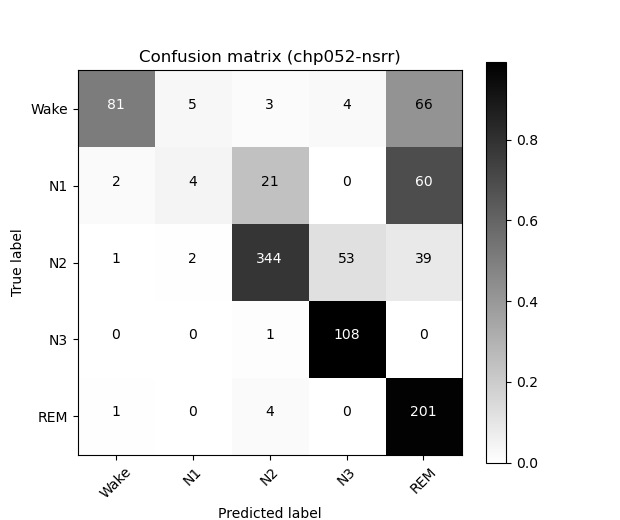 Confusion matrix (chp052-nsrr)
Wake 81 5 3 4 66
N1 2 4 21 0 60
N2 1 2 344 53 39
N3 0 0 1 108 0
REM 1 0 4 0 201
Wake N1 N2 N3 REM
Predicted label
True label
0.8
0.6
0.4
0.2
0.0